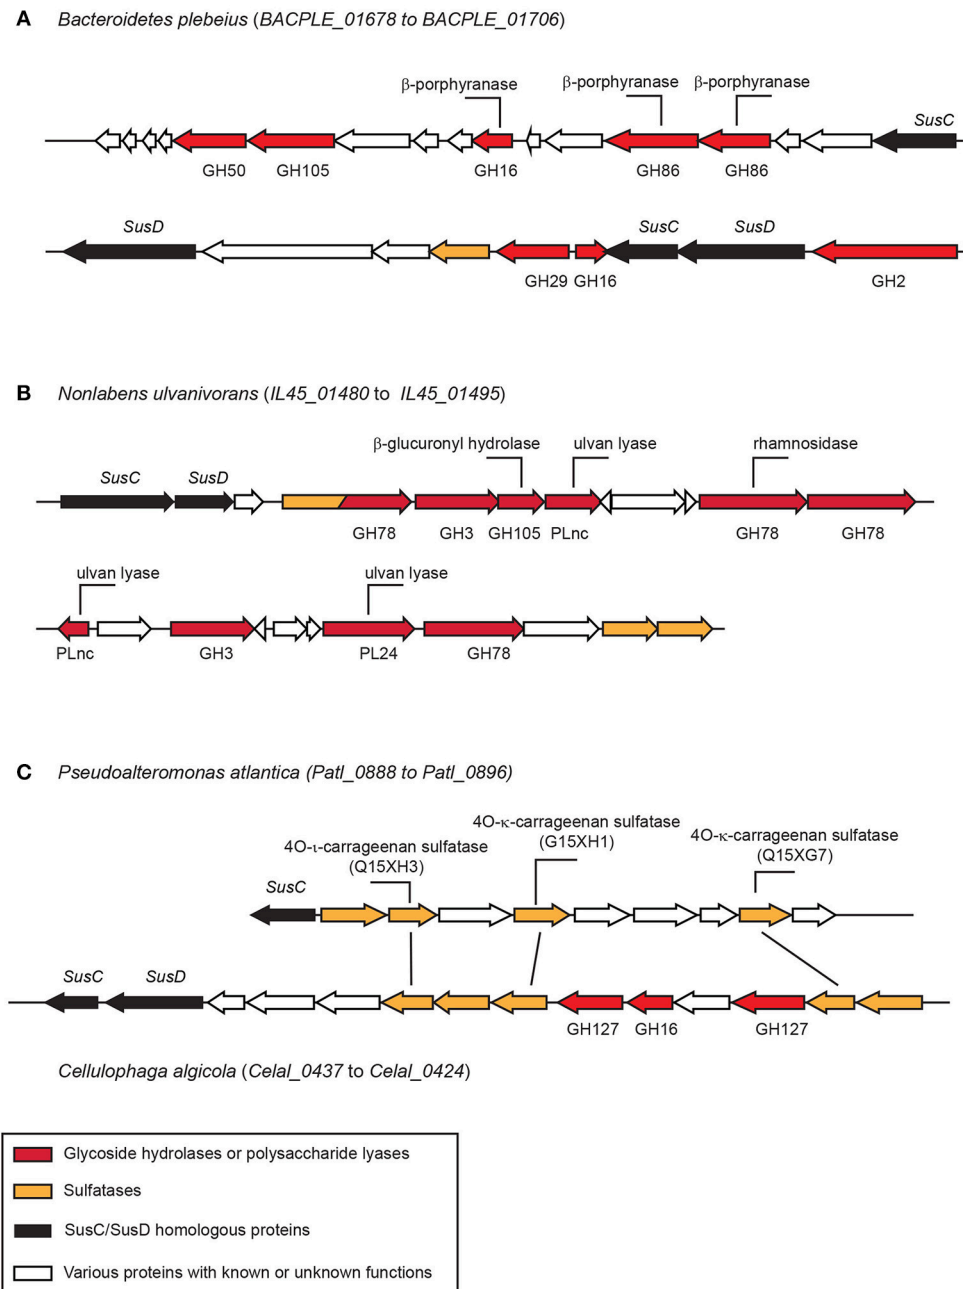 A Bacteroidetes plebeius (BACPLE_01678 to BACPLE_01706)
β-porphyranase β-porphyranase β-porphyranase
SusC
GH50 GH105 GH16 GH86 GH86
SusD SusC SusD
GH29 GH16 GH2
B Nonlabens ulvanivorans (IL45_01480 to IL45_01495)
β-glucuronyl hydrolase ulvan lyase rhamnosidase
SusC SusD
GH78 GH3 GH105 PLnc GH78 GH78
ulvan lyase ulvan lyase
PLnc GH3 PL24 GH78
C Pseudoalteromonas atlantica (Patl_0888 to Patl_0896)
4O-ι-carrageenan sulfatase
(Q15XH3)
4O-κ-carrageenan sulfatase
(G15XH1)
4O-κ-carrageenan sulfatase
(Q15XG7)
SusC
SusC SusD
GH127 GH16 GH127
Cellulophaga algicola (Celal_0437 to Celal_0424)
Glycoside hydrolases or polysaccharide lyases
Sulfatases
SusC/SusD homologous proteins
Various proteins with known or unknown functions